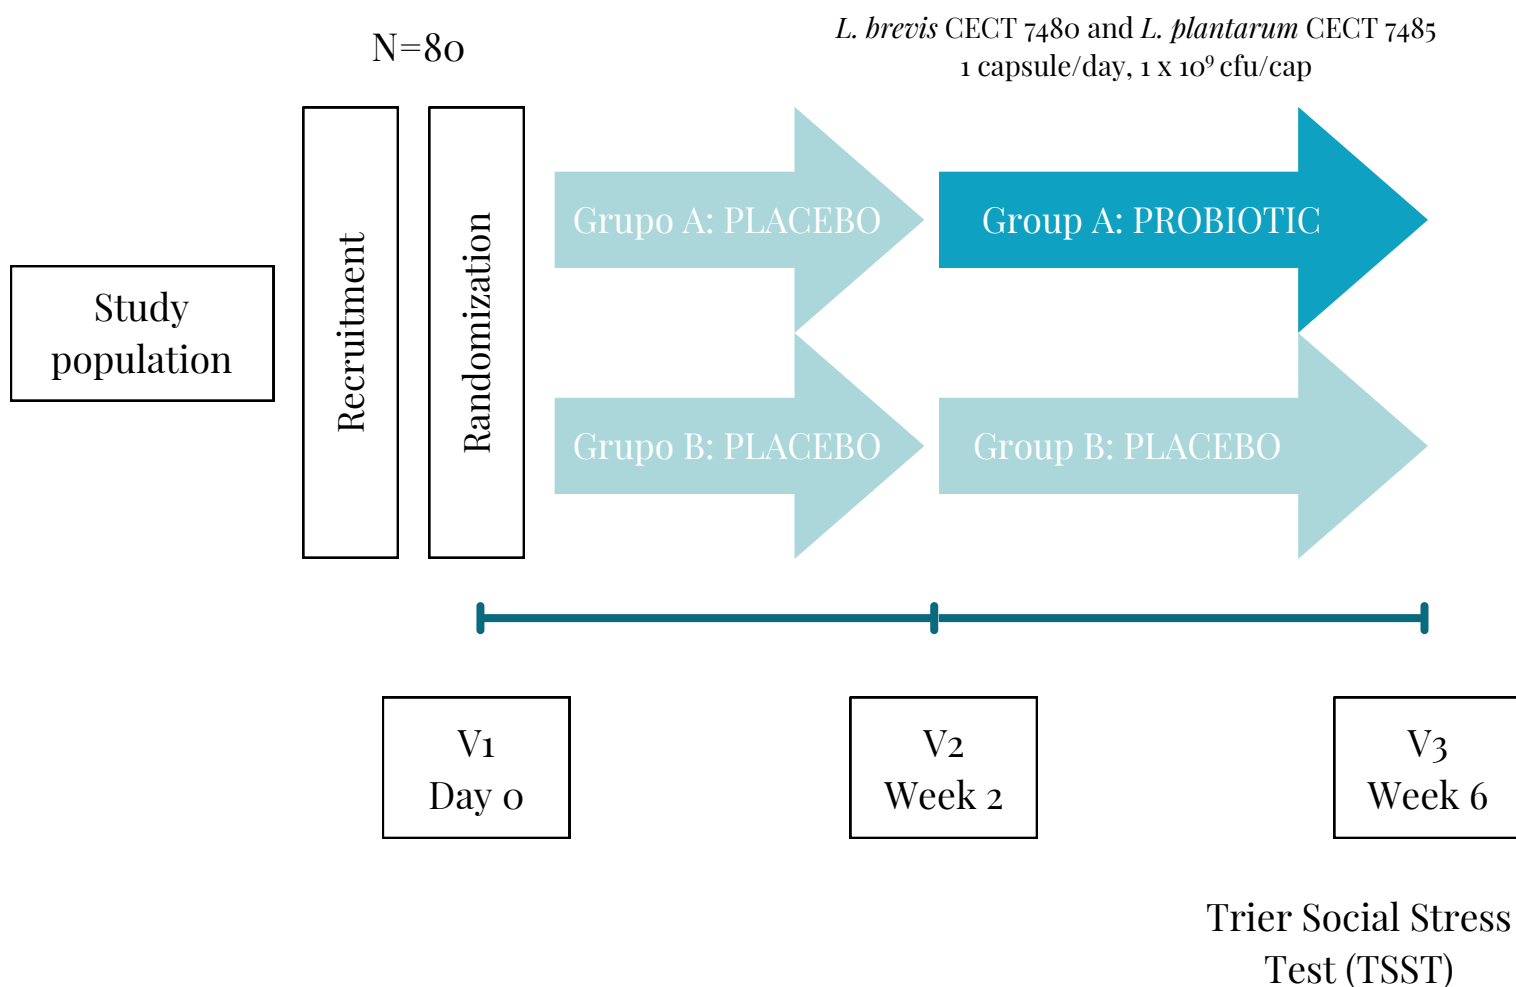 N=80
L. brevis CECT 7480 and L. plantarum CECT 7485
1 capsule/day, 1 x 10⁹ cfu/cap
Study
population
Recruitment
Randomization
Grupo A: PLACEBO
Group A: PROBIOTIC
Grupo B: PLACEBO
Group B: PLACEBO
V1
Day 0
V2
Week 2
V3
Week 6
Trier Social Stress
Test (TSST)